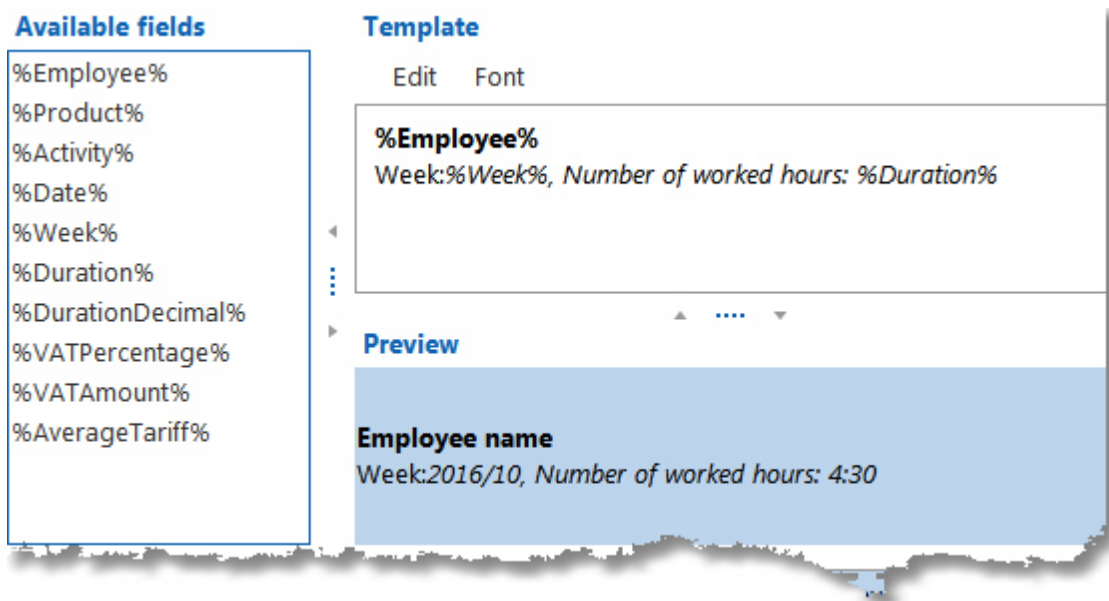 Available fields
%Employee%
%Product%
%Activity%
%Date%
%Week%
%Duration%
%DurationDecimal%
%VATPercentage%
%VATAmount%
%AverageTariff%
Template
Edit Font
%Employee%
Week:%Week%, Number of worked hours: %Duration%
Preview
Employee name
Week:2016/10, Number of worked hours: 4:30